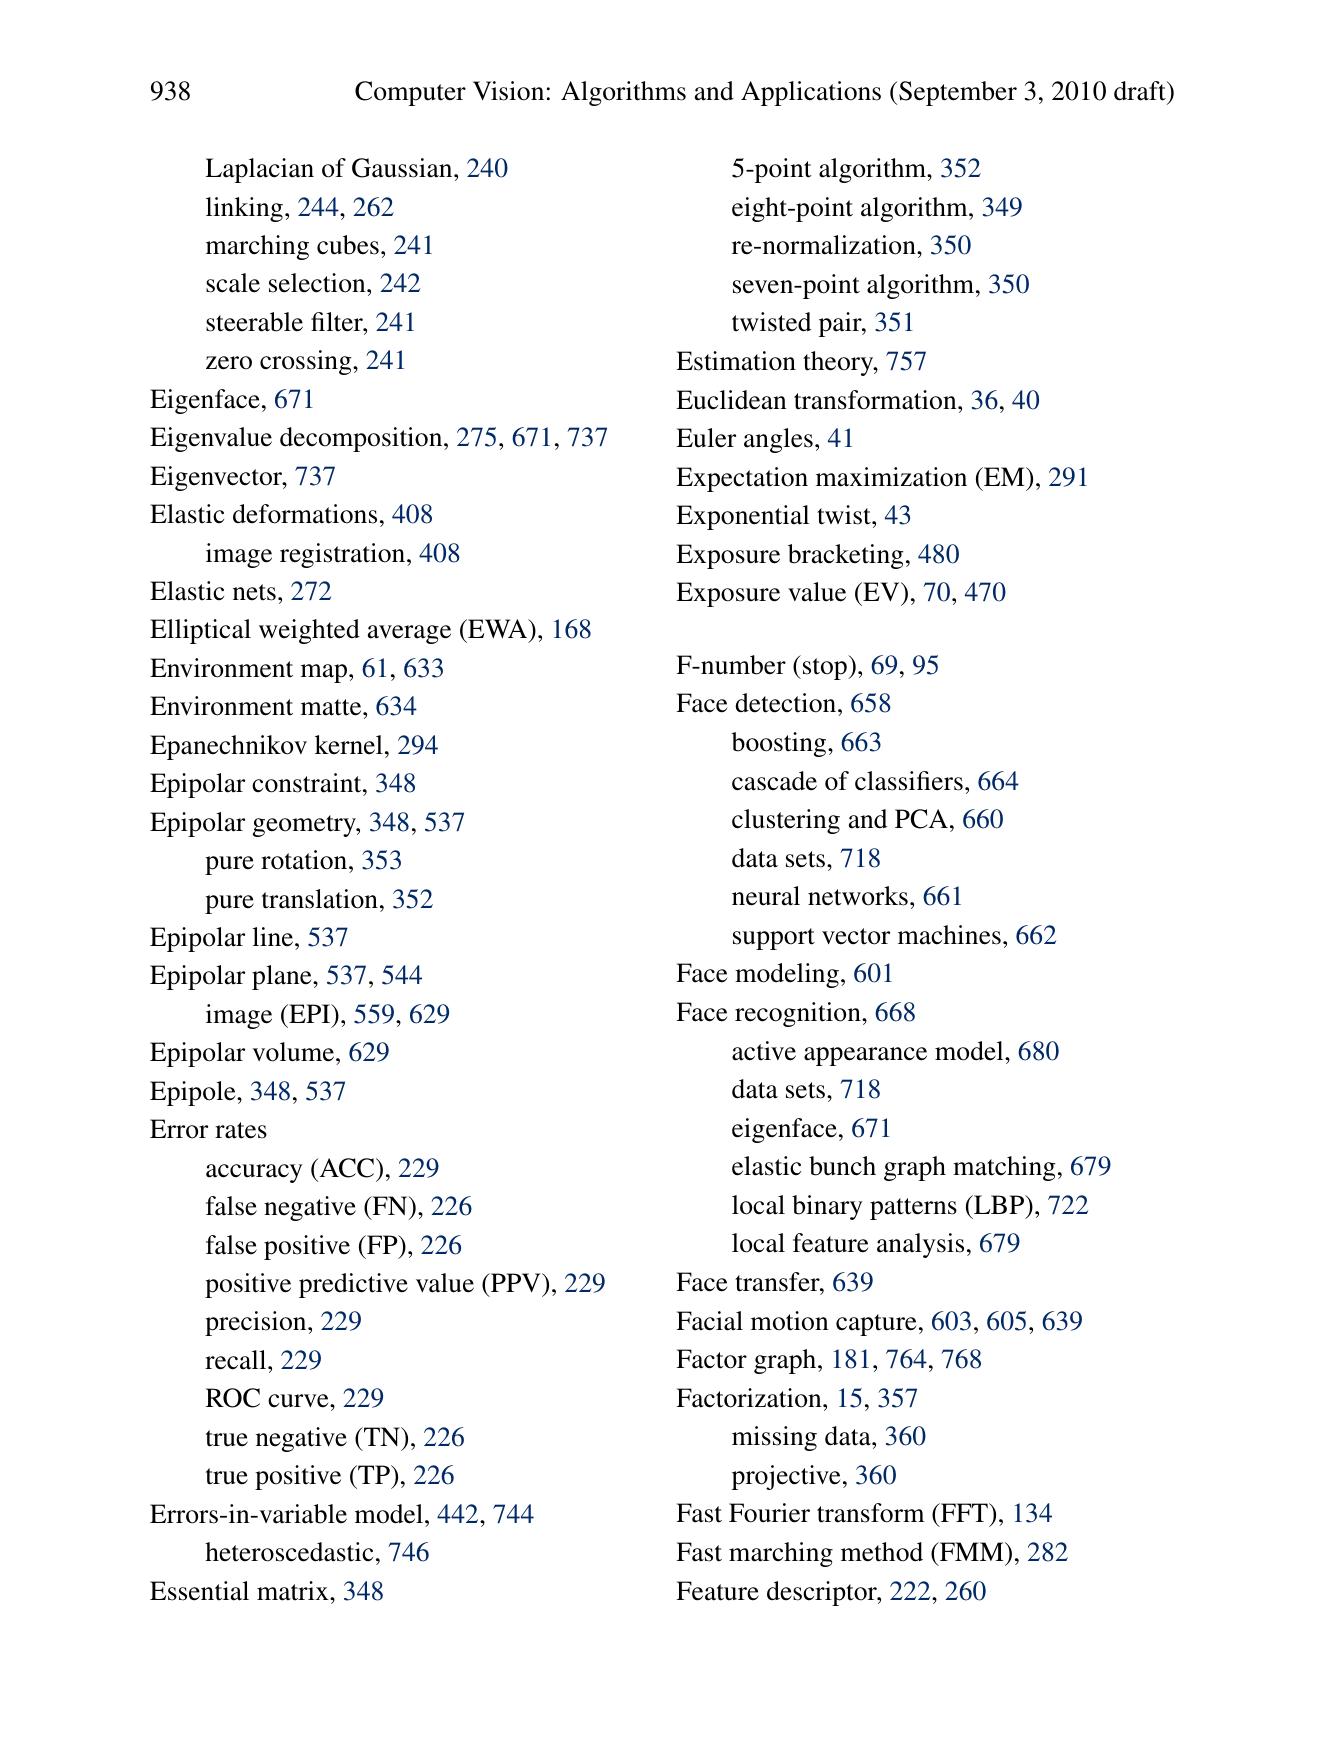 938
Computer Vision: Algorithms and Applications (September 3, 2010 draft)
Laplacian of Gaussian, 240
linking, 244, 262
marching cubes, 241
scale selection, 242
steerable filter, 241
zero crossing, 241
Eigenface, 671
Eigenvalue decomposition, 275, 671, 737
Eigenvector, 737
Elastic deformations, 408
image registration, 408
Elastic nets, 272
Elliptical weighted average (EWA), 168
Environment map, 61, 633
Environment matte, 634
Epanechnikov kernel, 294
Epipolar constraint, 348
Epipolar geometry, 348, 537
pure rotation, 353
pure translation, 352
Epipolar line, 537
Epipolar plane, 537, 544
image (EPI), 559, 629
Epipolar volume, 629
Epipole, 348, 537
Error rates
accuracy (ACC), 229
false negative (FN), 226
false positive (FP), 226
positive predictive value (PPV), 229
precision, 229
recall, 229
ROC curve, 229
true negative (TN), 226
true positive (TP), 226
Errors-in-variable model, 442, 744
heteroscedastic, 746
Essential matrix, 348
5-point algorithm, 352
eight-point algorithm, 349
re-normalization, 350
seven-point algorithm, 350
twisted pair, 351
Estimation theory, 757
Euclidean transformation, 36, 40
Euler angles, 41
Expectation maximization (EM), 291
Exponential twist, 43
Exposure bracketing, 480
Exposure value (EV), 70, 470
F-number (stop), 69, 95
Face detection, 658
boosting, 663
cascade of classifiers, 664
clustering and PCA, 660
data sets, 718
neural networks, 661
support vector machines, 662
Face modeling, 601
Face recognition, 668
active appearance model, 680
data sets, 718
eigenface, 671
elastic bunch graph matching, 679
local binary patterns (LBP), 722
local feature analysis, 679
Face transfer, 639
Facial motion capture, 603, 605, 639
Factor graph, 181, 764, 768
Factorization, 15, 357
missing data, 360
projective, 360
Fast Fourier transform (FFT), 134
Fast marching method (FMM), 282
Feature descriptor, 222, 260